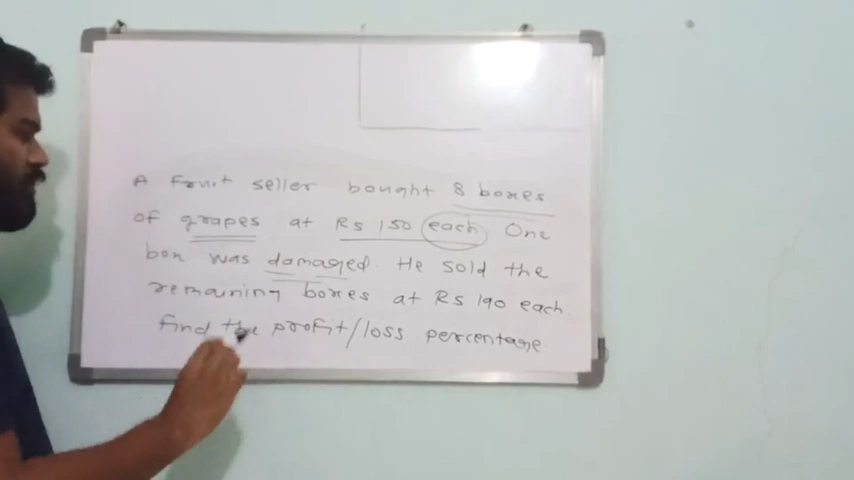 A Fruit seller bought 8 boxes
of grapes at Rs 150 each One
box was damaged. He sold the
remaining boxes at Rs 190 each.
find the profit/loss percentage